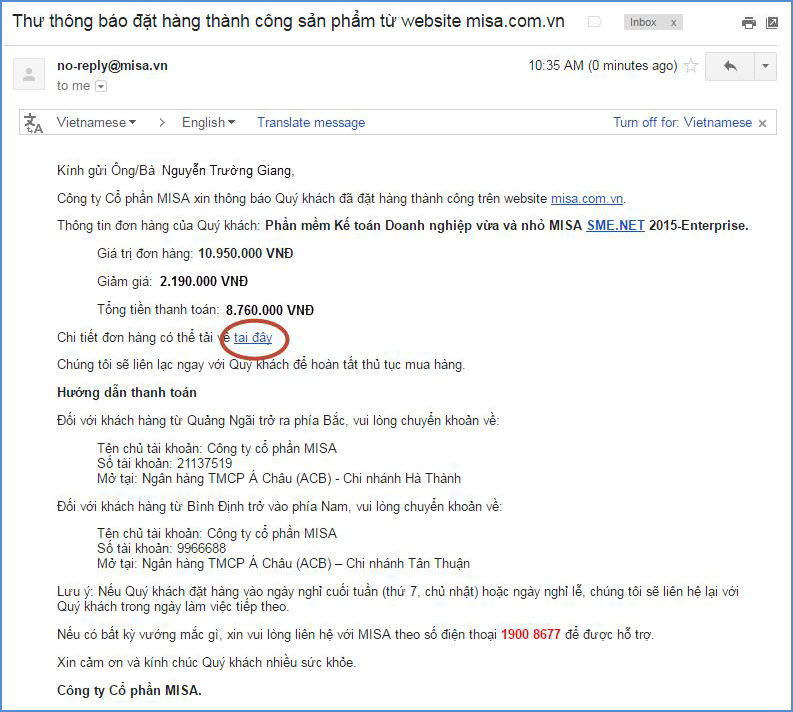 Thư thông báo đặt hàng thành công sản phẩm từ website misa.com.vn
Inbox x
no-reply@misa.vn
10:35 AM (0 minutes ago)
to me
Vietnamese > English Translate message Turn off for: Vietnamese x
Kính gửi Ông/Bà Nguyễn Trường Giang,
Công ty Cổ phần MISA xin thông báo Quý khách đã đặt hàng thành công trên website misa.com.vn.
Thông tin đơn hàng của Quý khách: Phần mềm Kế toán Doanh nghiệp vừa và nhỏ MISA SME.NET 2015-Enterprise.
Giá trị đơn hàng: 10.950.000 VNĐ
Giảm giá: 2.190.000 VNĐ
Tổng tiền thanh toán: 8.760.000 VNĐ
Chi tiết đơn hàng có thể tải về tại đây
Chúng tôi sẽ liên lạc ngay với Quý khách để hoàn tất thủ tục mua hàng.
Hướng dẫn thanh toán
Đối với khách hàng từ Quảng Ngãi trở ra phía Bắc, vui lòng chuyển khoản về:
Tên chủ tài khoản: Công ty cổ phần MISA
Số tài khoản: 21137519
Mở tại: Ngân hàng TMCP Á Châu (ACB) - Chi nhánh Hà Thành
Đối với khách hàng từ Bình Định trở vào phía Nam, vui lòng chuyển khoản về:
Tên chủ tài khoản: Công ty cổ phần MISA
Số tài khoản: 9966688
Mở tại: Ngân hàng TMCP Á Châu (ACB) – Chi nhánh Tân Thuận
Lưu ý: Nếu Quý khách đặt hàng vào ngày nghỉ cuối tuần (thứ 7, chủ nhật) hoặc ngày nghỉ lễ, chúng tôi sẽ liên hệ lại với
Quý khách trong ngày làm việc tiếp theo.
Nếu có bất kỳ vướng mắc gì, xin vui lòng liên hệ với MISA theo số điện thoại 1900 8677 để được hỗ trợ.
Xin cảm ơn và kính chúc Quý khách nhiều sức khỏe.
Công ty Cổ phần MISA.